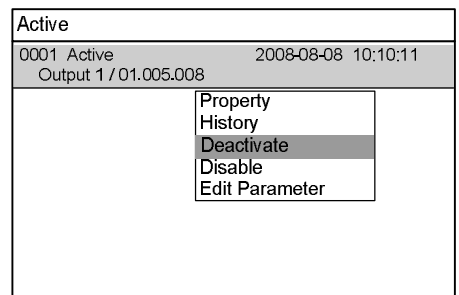 Active
0001 Active 2008-08-08 10:10:11
Output 1 / 01.005.008
Property
History
Deactivate
Disable
Edit Parameter